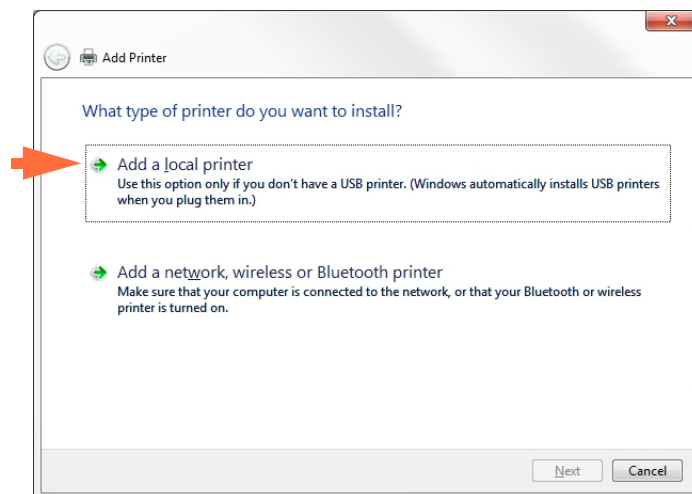 Add Printer
What type of printer do you want to install?
Add a local printer
Use this option only if you don't have a USB printer. (Windows automatically installs USB printers
when you plug them in.)
Add a network, wireless or Bluetooth printer
Make sure that your computer is connected to the network, or that your Bluetooth or wireless
printer is turned on.
Next
Cancel